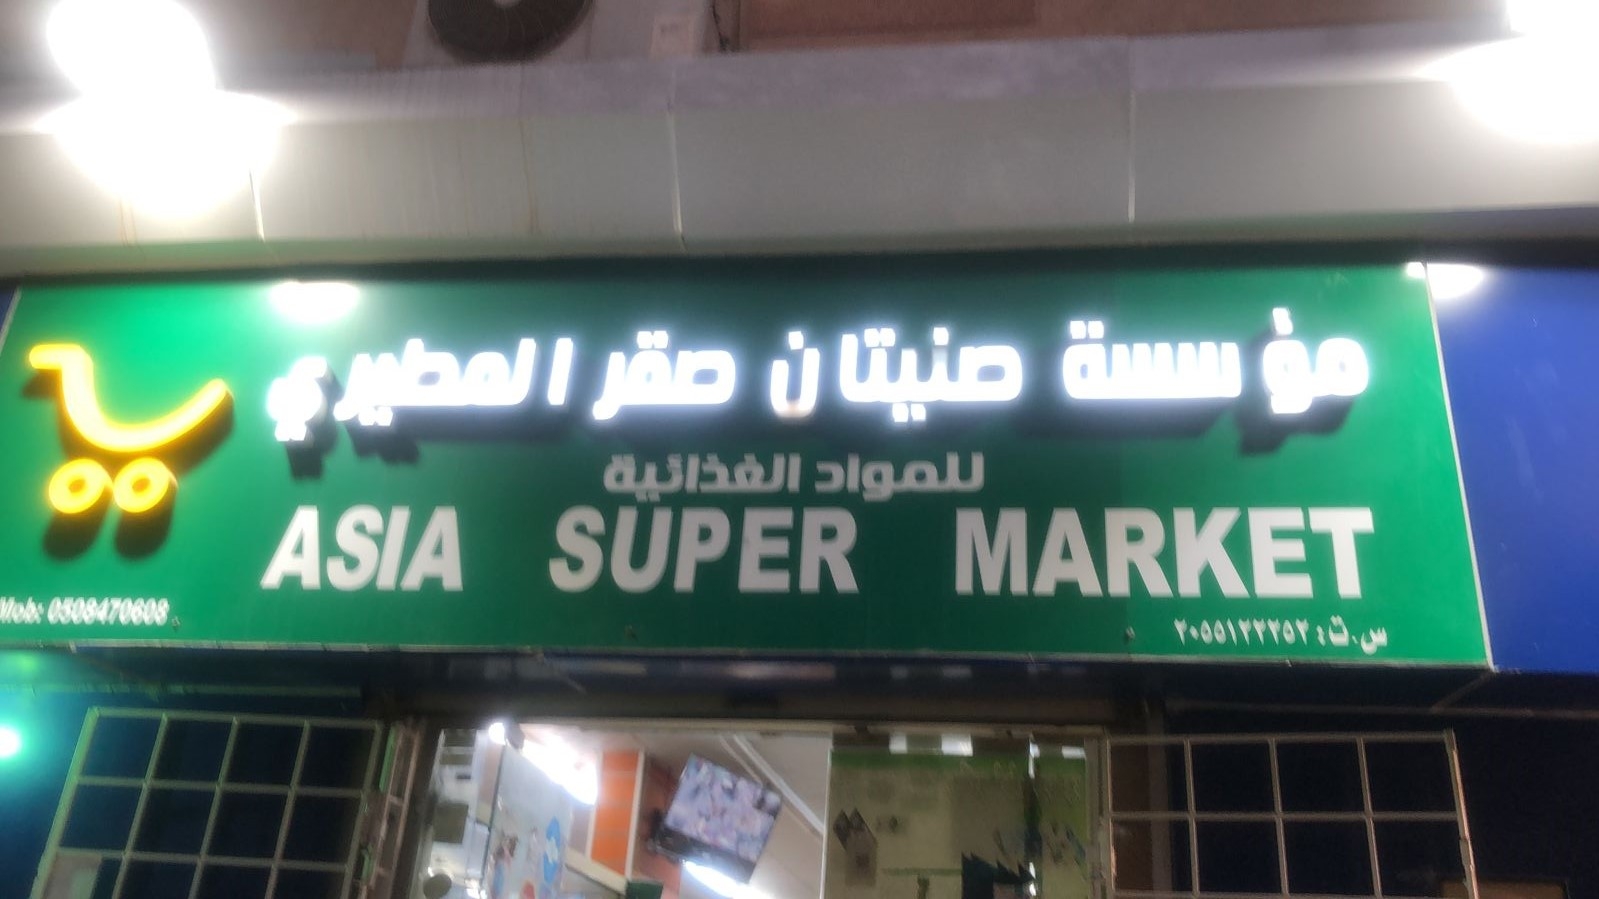 مؤسسة صنيتان صقر المطيري
للمواد الغذائية
ASIA SUPER MARKET
Mob: 0508470608
س.ت: ٢٠٥٥١٢٢٢٥٢